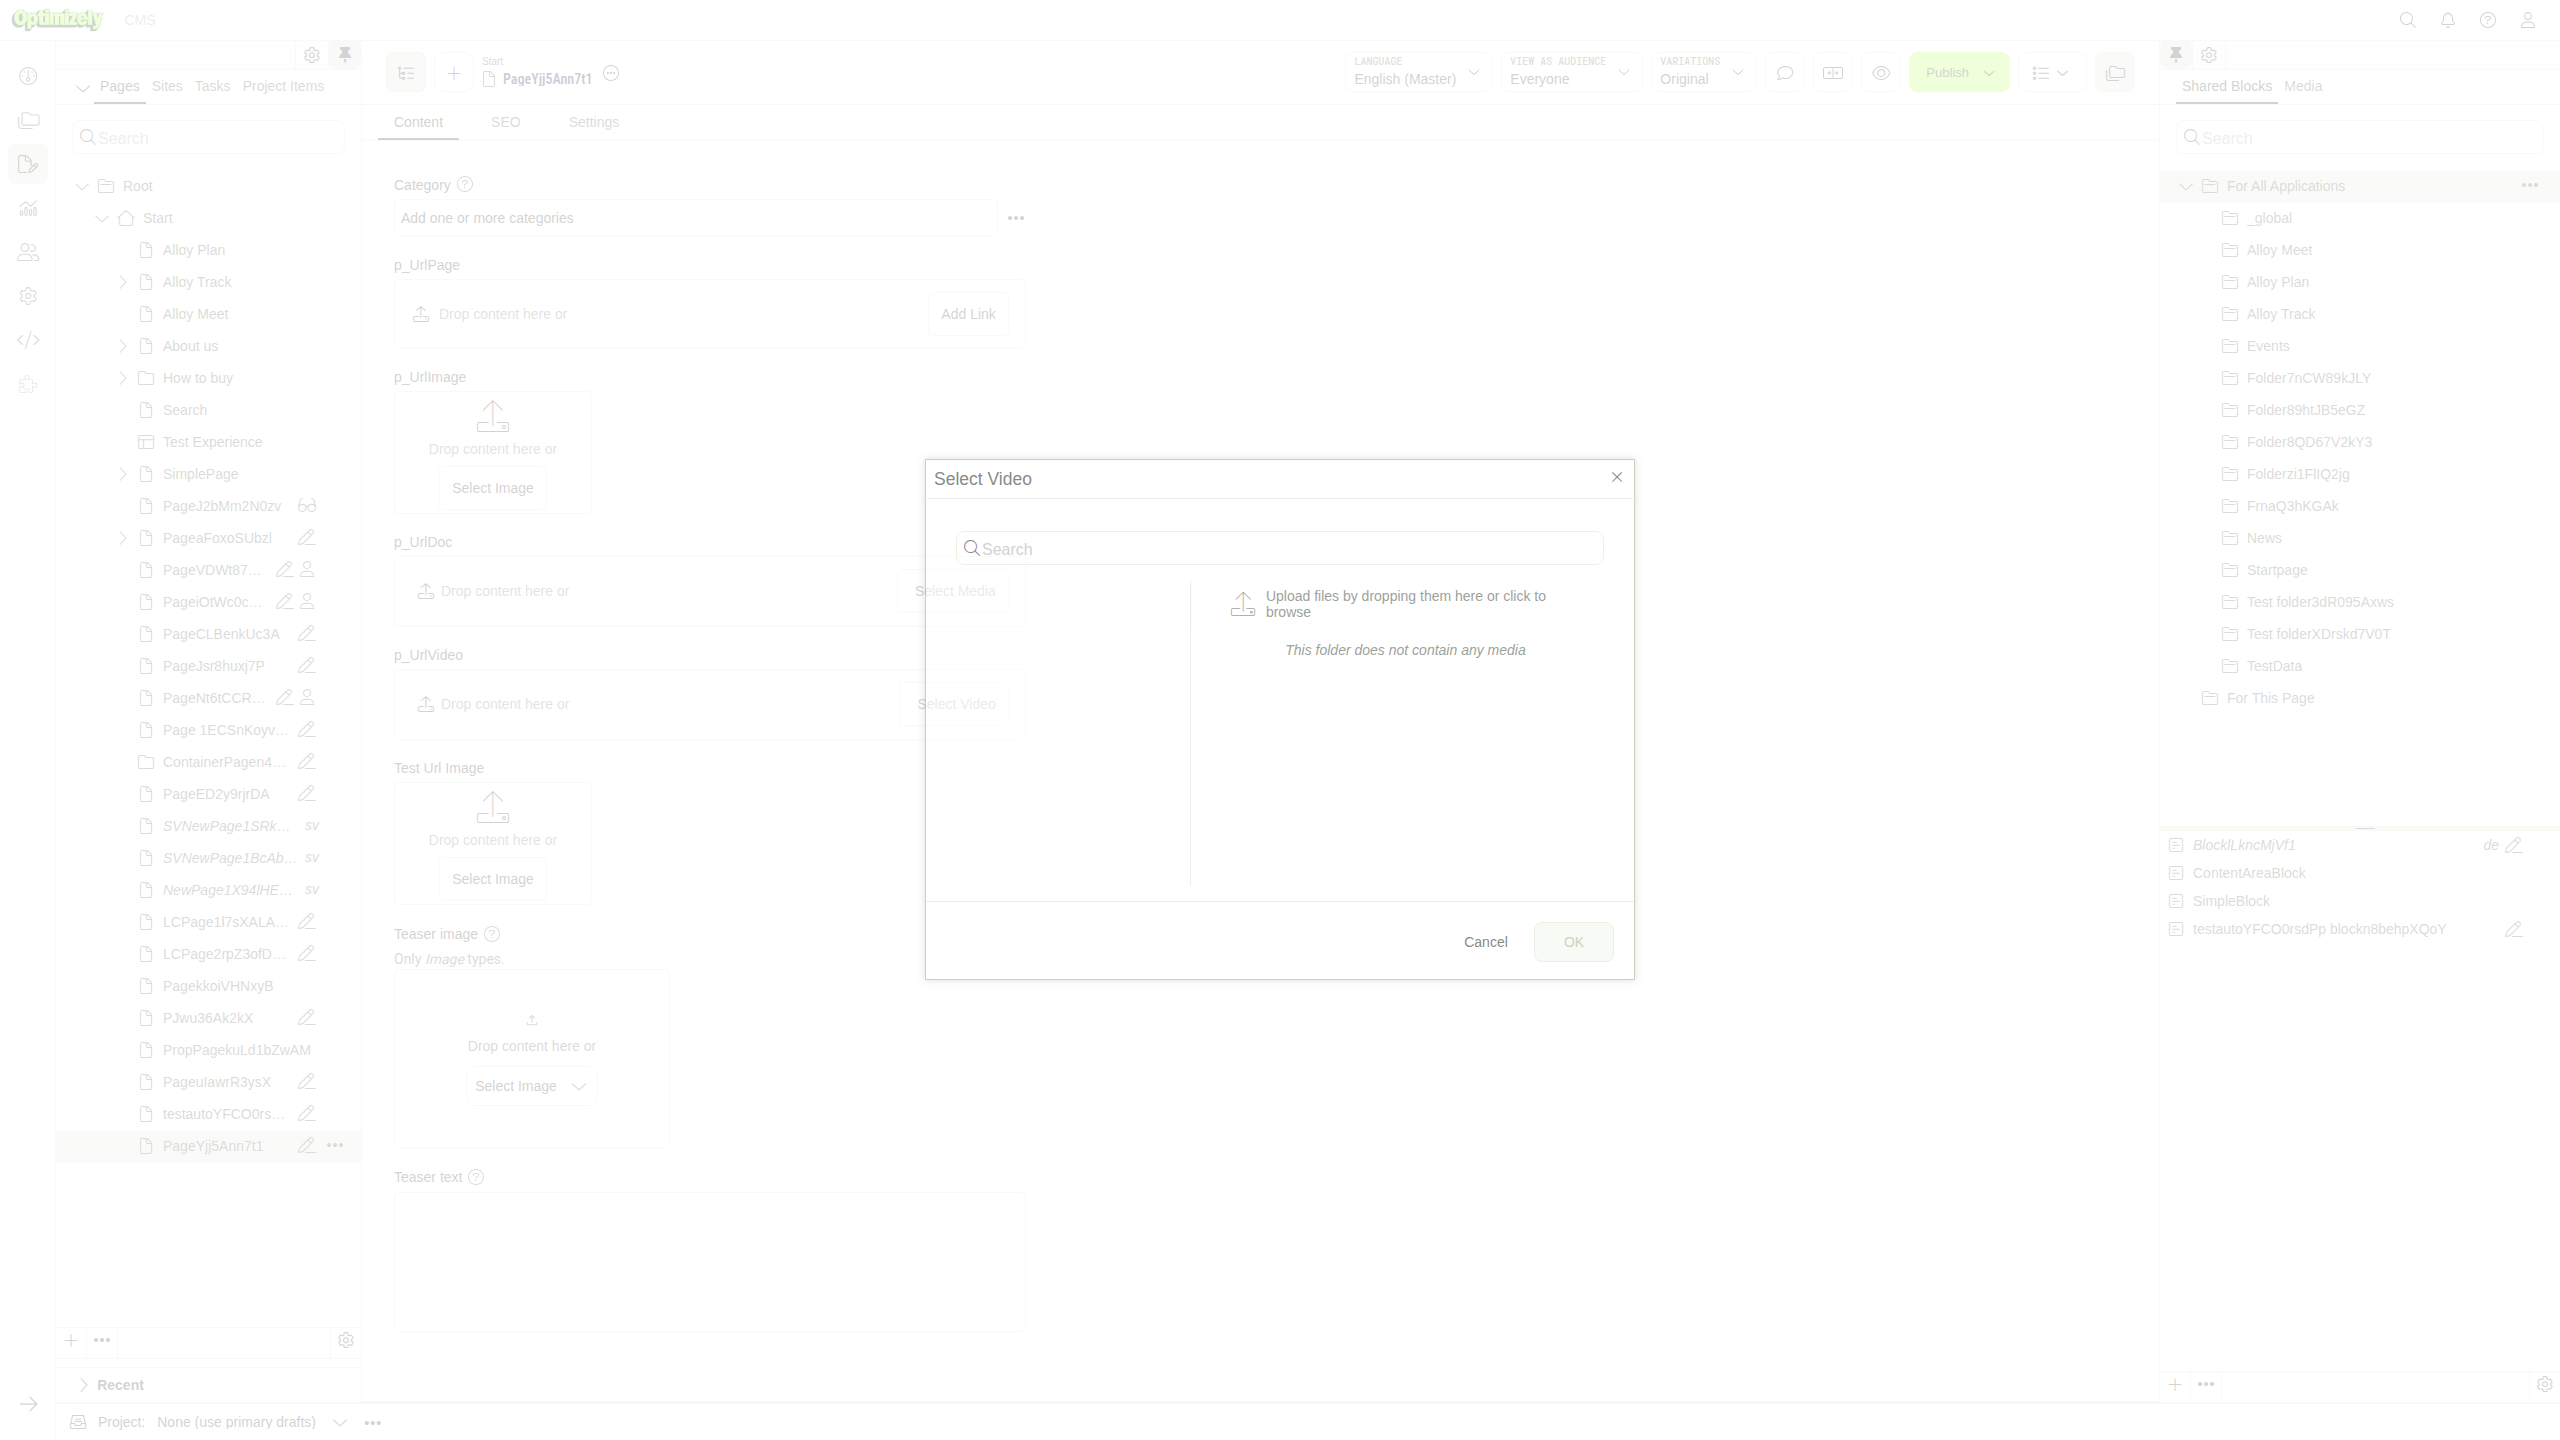 Optimizely
CMS
Pages
Sites
Tasks
Project Items
Search
Root
Start
Alloy Plan
Alloy Track
Alloy Meet
About us
How to buy
Search
Test Experience
SimplePage
PageJ2bMm2N0zv
PageaFoxoSUbzl
PageVDWt87...
PageiOtWc0c...
PageCLBenkUc3A
PageJsr8huxj7P
PageNt6tCCR...
Page 1ECSnKoyv...
ContainerPagen4...
PageED2y9rjrDA
SVNewPage1SRk... sv
SVNewPage1BcAb... sv
NewPage1X94lHE... sv
LCPage1l7sXALA...
LCPage2rpZ3ofD...
PagekkoiVHNxyB
PJwu36Ak2kX
PropPagekuLd1bZwAM
PageuIawrR3ysX
testautoYFCO0rs...
PageYjj5Ann7t1
Recent
Project: None (use primary drafts)
Start
PageYjj5Ann7t1
LANGUAGE
English (Master)
VIEW AS AUDIENCE
Everyone
VARIATIONS
Original
Publish
Content
SEO
Settings
Category
Add one or more categories
p_UrlPage
Drop content here or
Add Link
p_UrlImage
Drop content here or
Select Image
p_UrlDoc
Drop content here or
Select Media
p_UrlVideo
Drop content here or
Select Video
Test Url Image
Drop content here or
Select Image
Teaser image
Only Image types.
Drop content here or
Select Image
Teaser text
Select Video
Search
Upload files by dropping them here or click to
browse
This folder does not contain any media
Cancel
OK
Shared Blocks
Media
Search
For All Applications
_global
Alloy Meet
Alloy Plan
Alloy Track
Events
Folder7nCW89kJLY
Folder89htJB5eGZ
Folder8QD67V2kY3
Folderzi1FlIQ2jg
FrnaQ3hKGAk
News
Startpage
Test folder3dR095Axws
Test folderXDrskd7V0T
TestData
For This Page
BlocklLkncMjVf1 de
ContentAreaBlock
SimpleBlock
testautoYFCO0rsdPp blockn8behpXQoY